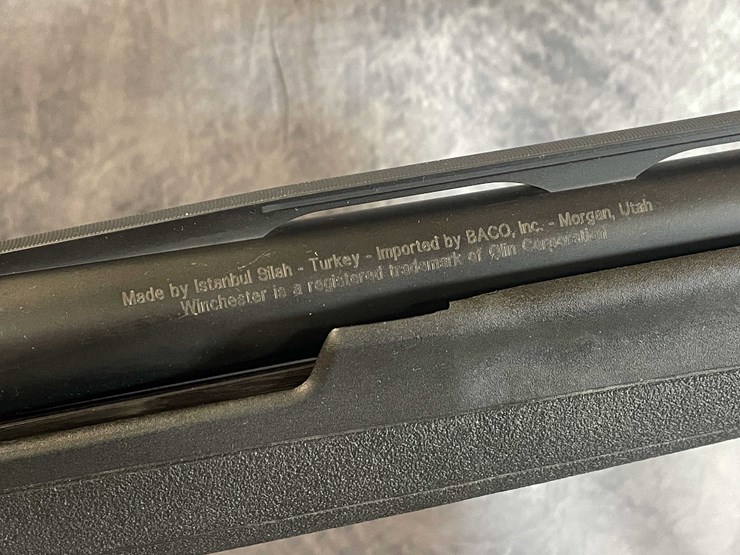 Made by Istanbul Silah - Turkey - Imported by BACO, Inc. - Morgan, Utah
Winchester is a registered trademark of Olin Corporation